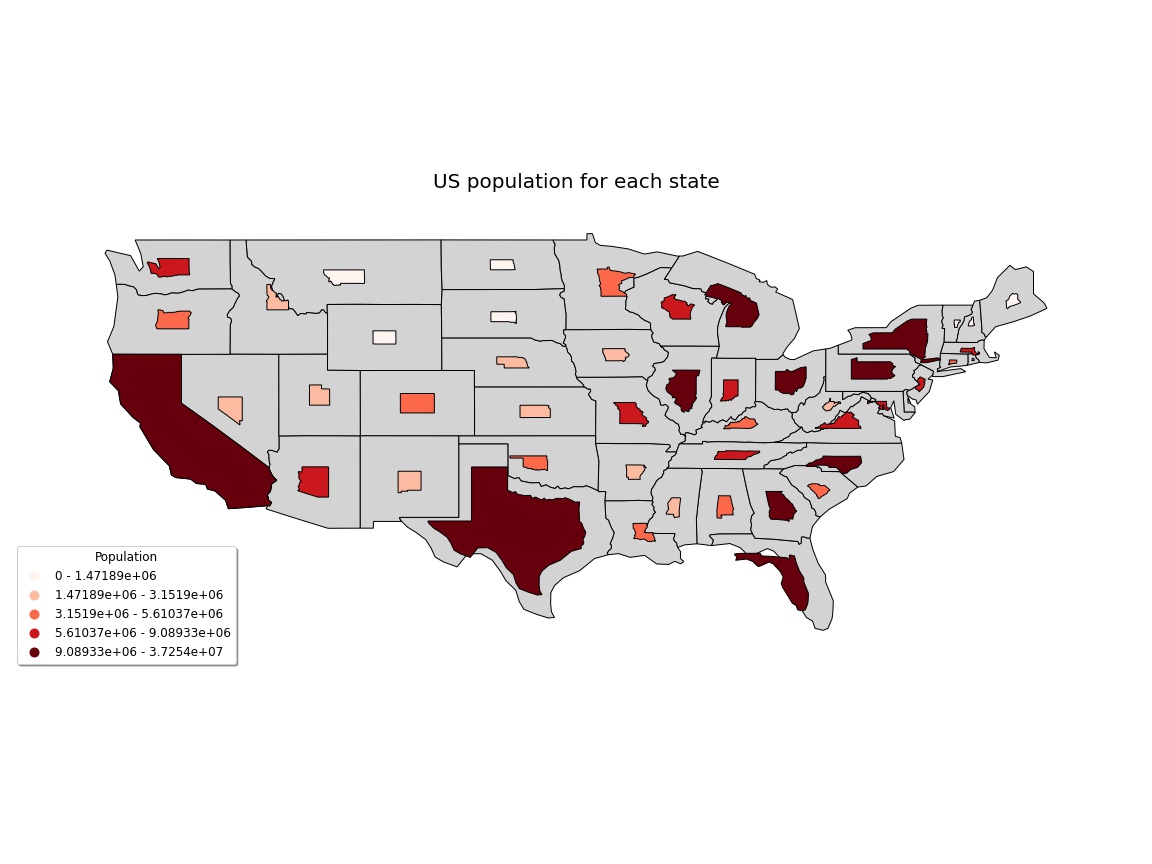 US population for each state
Population
0 - 1.47189e+06
1.47189e+06 - 3.1519e+06
3.1519e+06 - 5.61037e+06
5.61037e+06 - 9.08933e+06
9.08933e+06 - 3.7254e+07